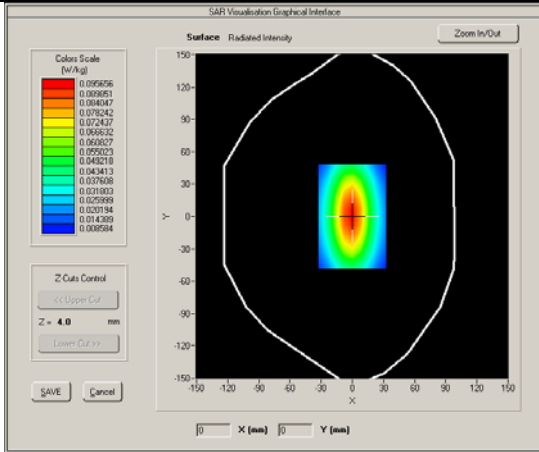 SAR Visualisation Graphical Interface
Surface Radiated Intensity
Zoom In/Out
Colors Scale
(W/kg)
0.095656
0.089851
0.084047
0.078242
0.072437
0.066632
0.060827
0.055023
0.049218
0.043413
0.037608
0.031803
0.025999
0.020194
0.014389
0.008584
Z Cuts Control
<< Upper Cut
Z = 4.0 mm
Lower Cut >>
SAVE Cancel
150
120
90
60
30
Y 0
-30
-60
-90
-120
-150
-150 -120 -90 -60 -30 0 30 60 90 120 150
X
0 X (mm) 0 Y (mm)